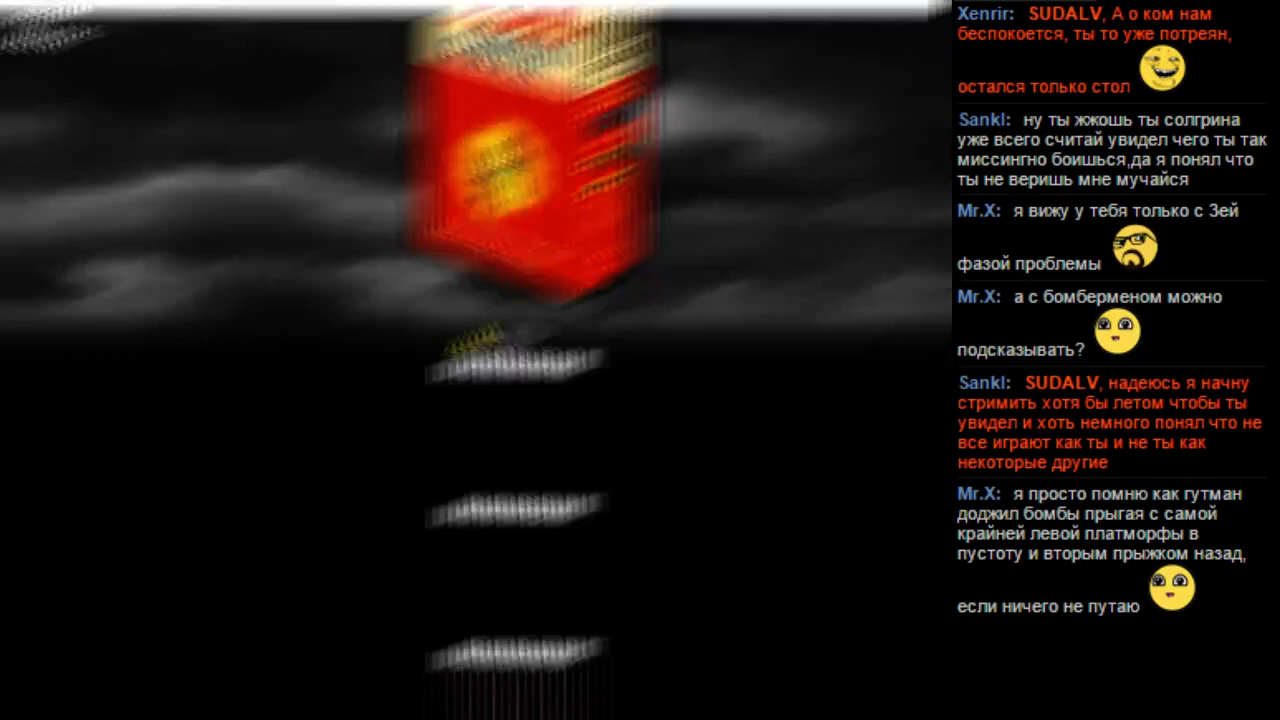 Xenrir: SUDALV, А о ком нам
беспокоется, ты то уже потреян,
остался только стол
Sankl: ну ты жжошь ты солгрина
уже всего считай увидел чего ты так
миссингно боишься,да я понял что
ты не веришь мне мучайся
Mr.X: я вижу у тебя только с 3ей
фазой проблемы
Mr.X: а с бомберменом можно
подсказывать?
Sankl: SUDALV, надеюсь я начну
стримить хотя бы летом чтобы ты
увидел и хоть немного понял что не
все играют как ты и не ты как
некоторые другие
Mr.X: я просто помню как гутман
доджил бомбы прыгая с самой
крайней левой платморфы в
пустоту и вторым прыжком назад,
если ничего не путаю